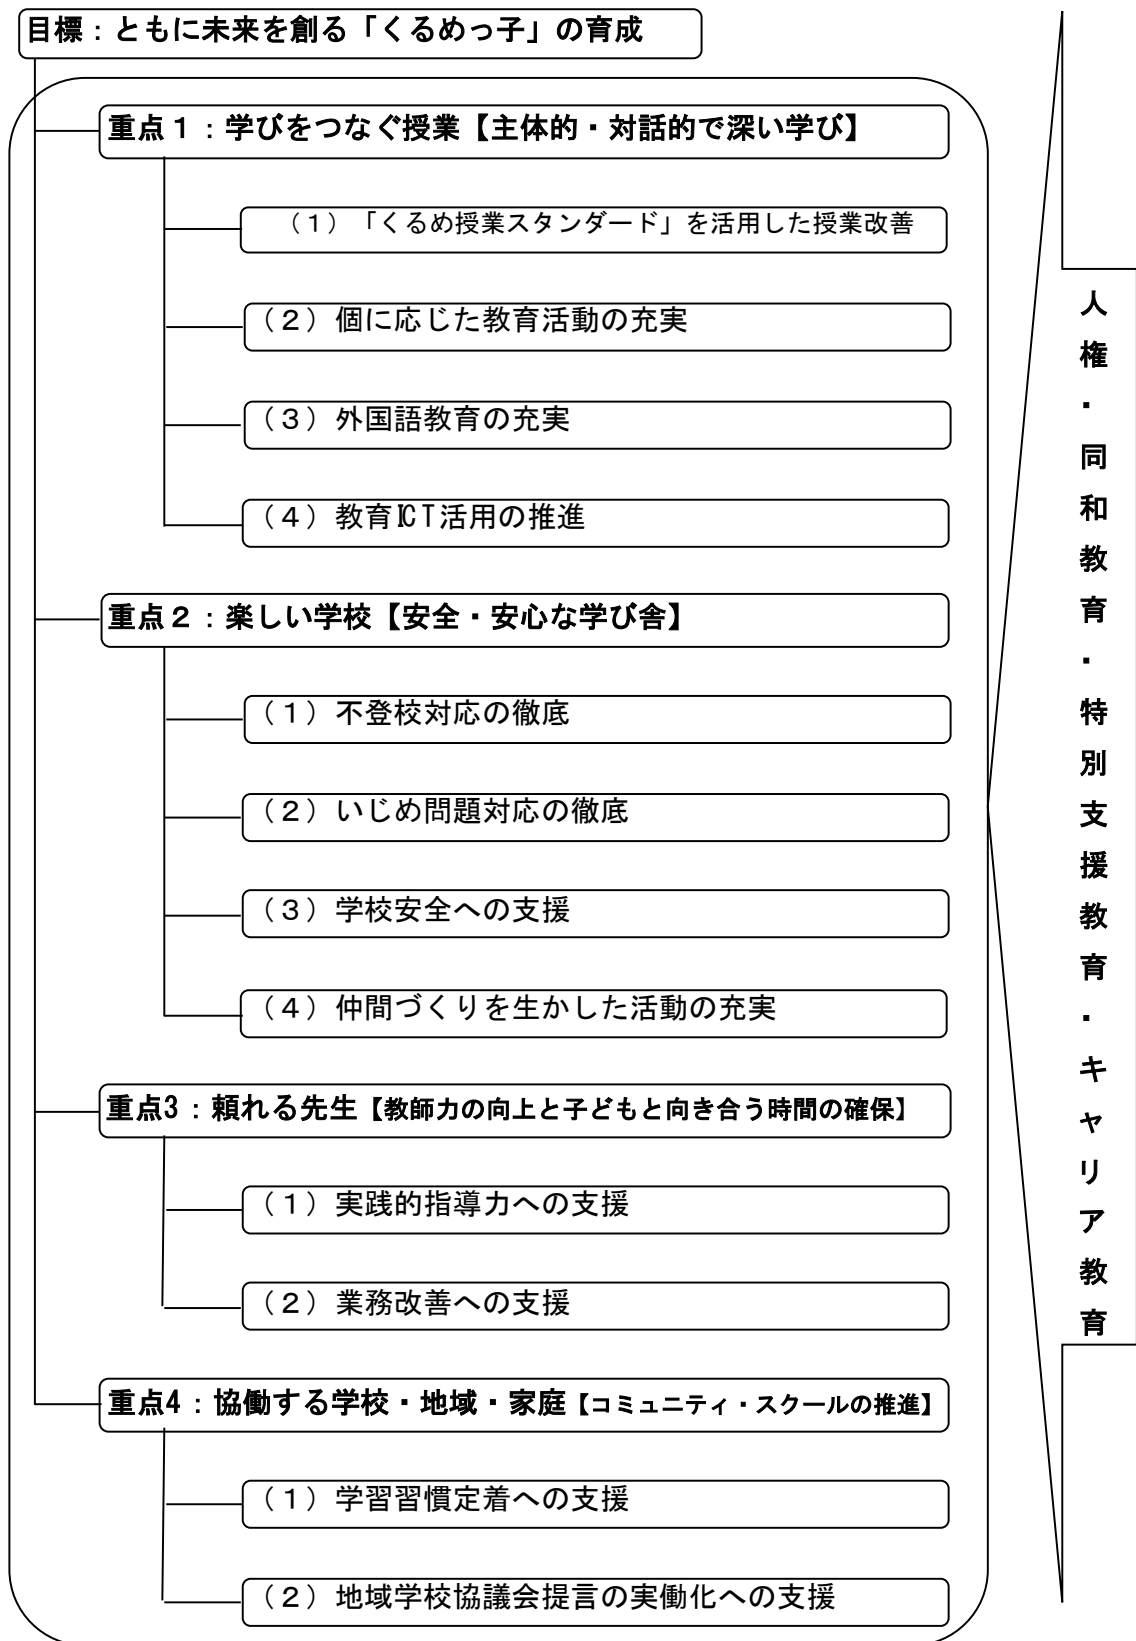 目標：ともに未来を創る「くるめっ子」の育成
重点１：学びをつなぐ授業【主体的・対話的で深い学び】
（１）「くるめ授業スタンダード」を活用した授業改善
（２）個に応じた教育活動の充実
（３）外国語教育の充実
（４）教育ICT活用の推進
重点２：楽しい学校【安全・安心な学び舎】
（１）不登校対応の徹底
（２）いじめ問題対応の徹底
（３）学校安全への支援
（４）仲間づくりを生かした活動の充実
重点3：頼れる先生【教師力の向上と子どもと向き合う時間の確保】
（１）実践的指導力への支援
（２）業務改善への支援
重点4：協働する学校・地域・家庭【コミュニティ・スクールの推進】
（１）学習習慣定着への支援
（２）地域学校協議会提言の実働化への支援
人権・同和教育・特別支援教育・キャリア教育